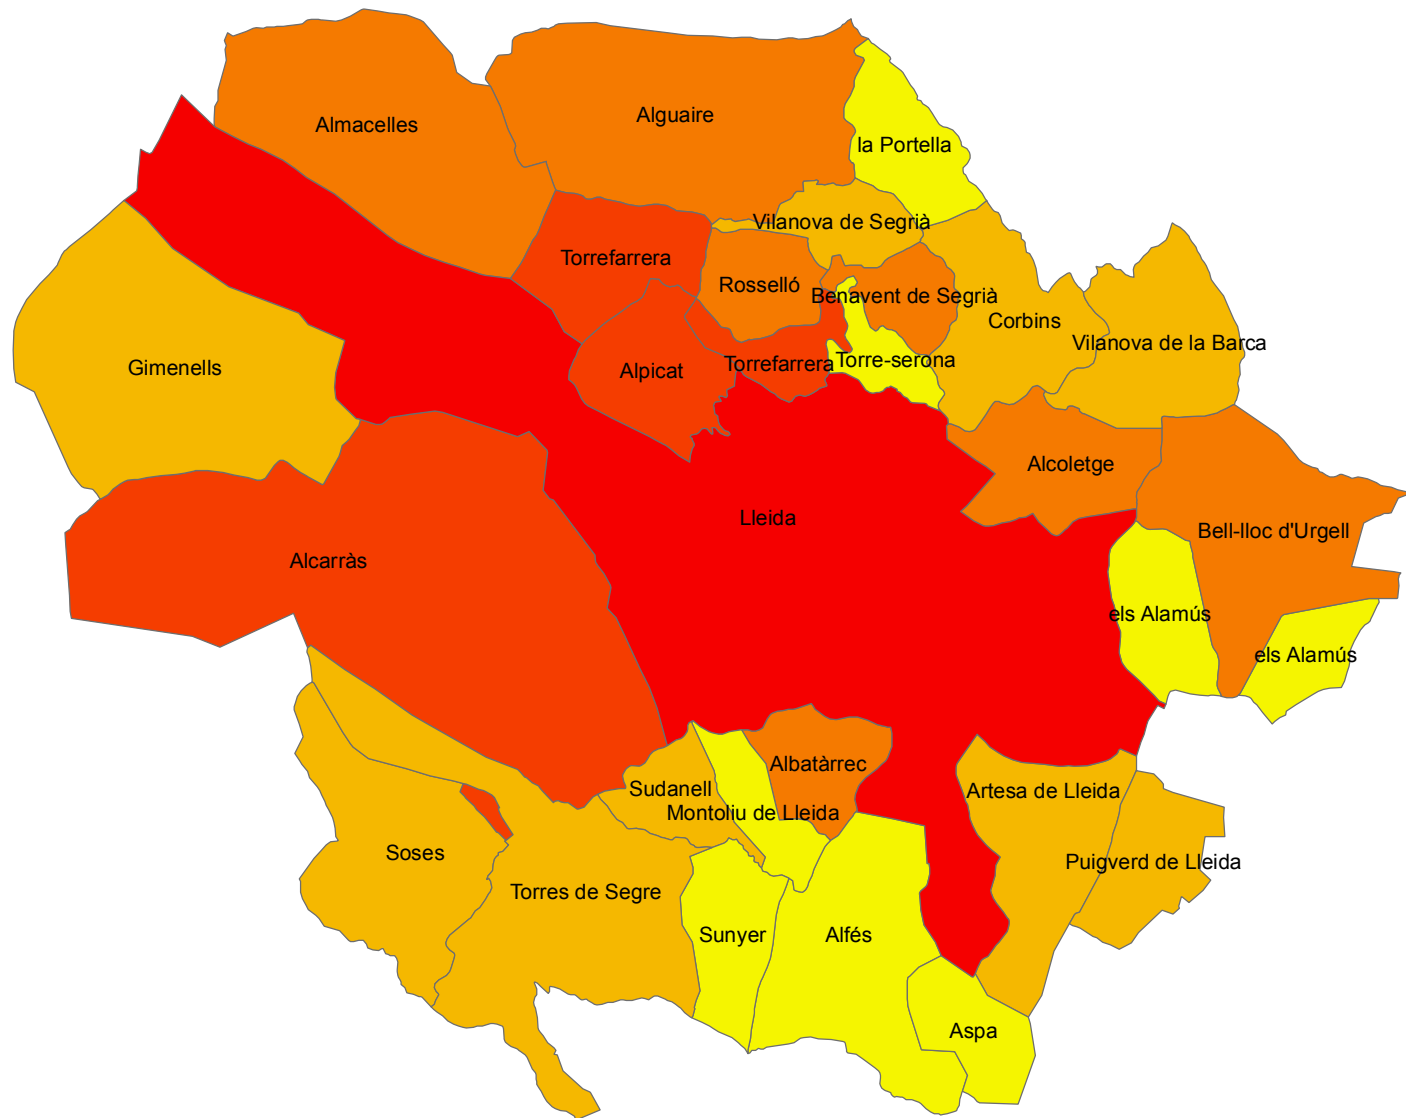 Alguaire
Almacelles
la Portella
Vilanova de Segrià
Torrefarrera
Rosselló
Benavent de Segrià
Corbins
Vilanova de la Barca
Gimenells
Alpicat
Torrefarrera
Torre-serona
Alcoletge
Lleida
Bell-lloc d'Urgell
Alcarràs
els Alamús
els Alamús
Albatàrrec
Sudanell
Artesa de Lleida
Montoliu de Lleida
Soses
Puigverd de Lleida
Torres de Segre
Sunyer
Alfés
Aspa